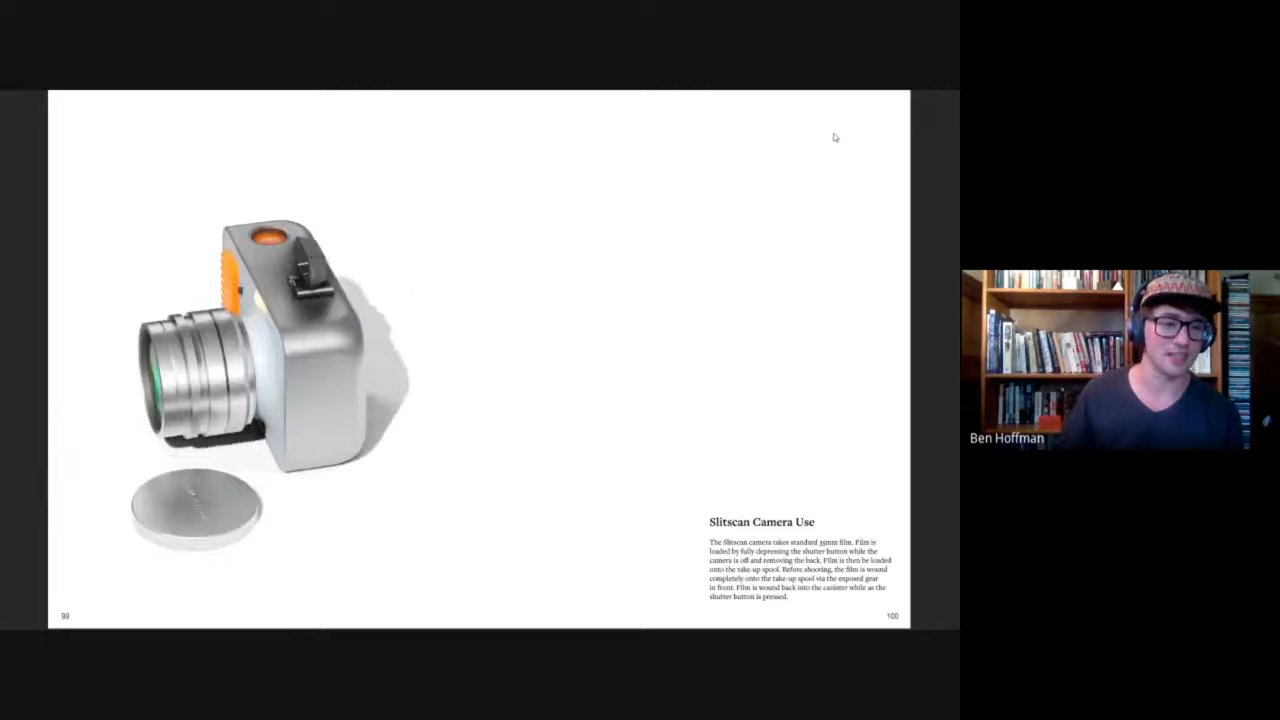 Slitscan Camera Use
The Slitscan camera takes standard 35mm film. Film is
loaded by fully depressing the shutter button while the
camera is off and removing the back. Film is then be loaded
onto the take-up spool. Before shooting, the film is wound
completely onto the take-up spool via the exposed gear
in front. Film is wound back into the canister while as the
shutter button is pressed.
99
100
Ben Hoffman